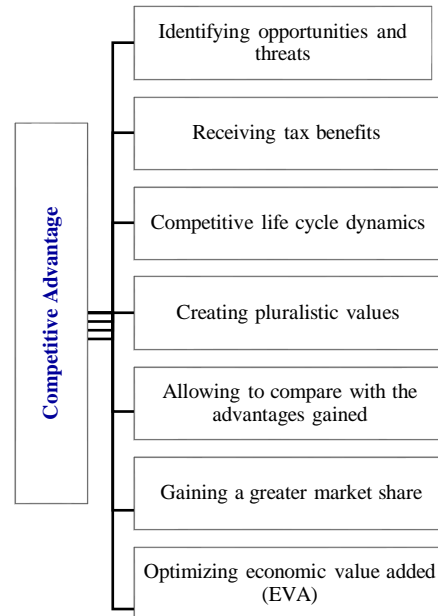 Competitive Advantage
Identifying opportunities and
threats
Receiving tax benefits
Competitive life cycle dynamics
Creating pluralistic values
Allowing to compare with the
advantages gained
Gaining a greater market share
Optimizing economic value added
(EVA)